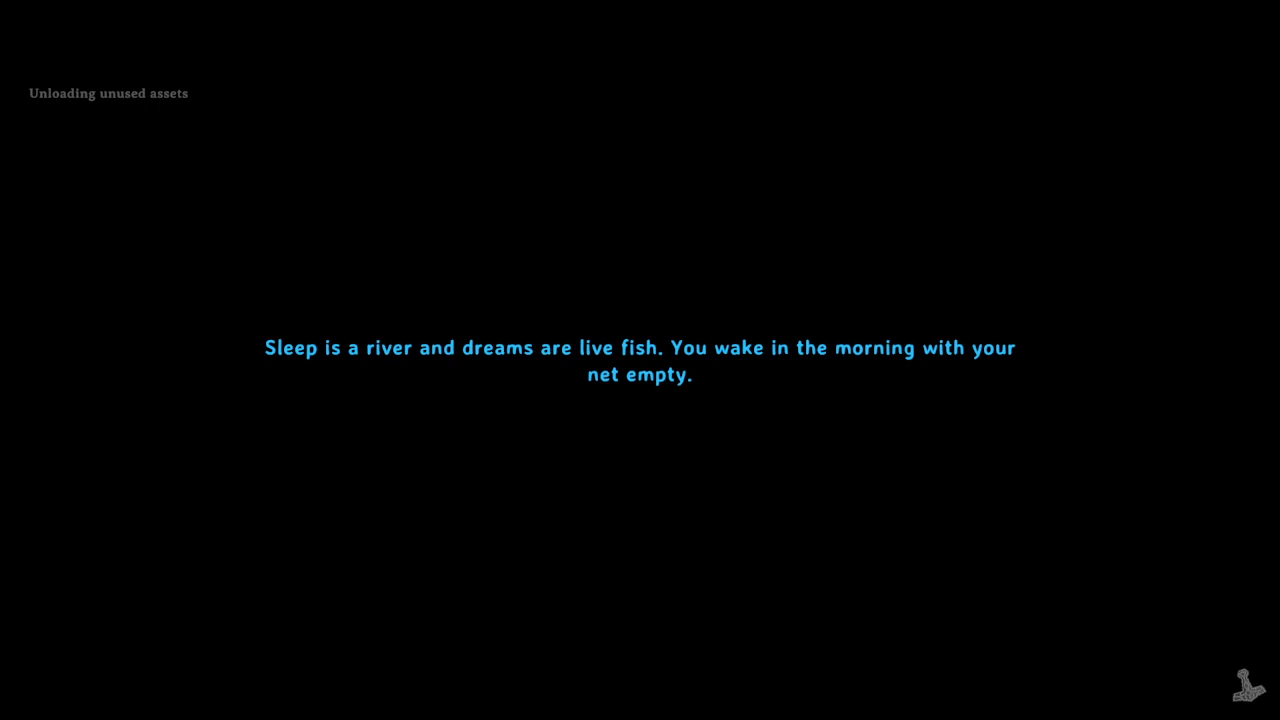 Unloading unused assets
Sleep is a river and dreams are live fish. You wake in the morning with your
net empty.